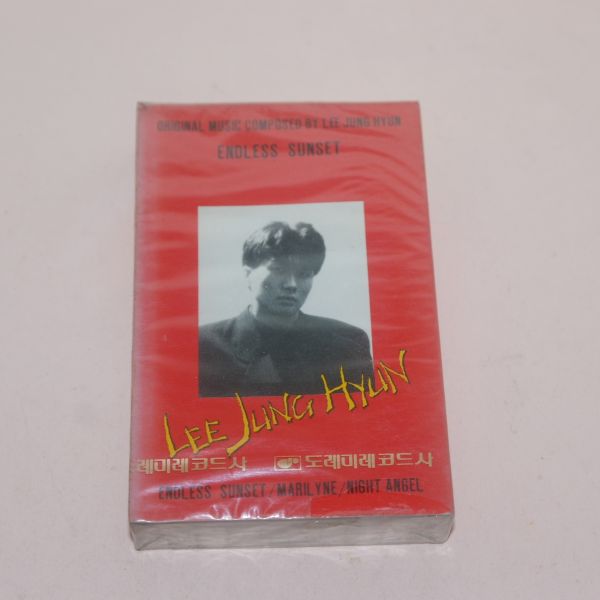 ORIGINAL MUSIC COMPOSED BY LEE JUNG HYUN
ENDLESS SUNSET
LEE JUNG HYUN
레미레코드사 도레미레코드사
ENDLESS SUNSET/MARILYNE/NIGHT ANGEL